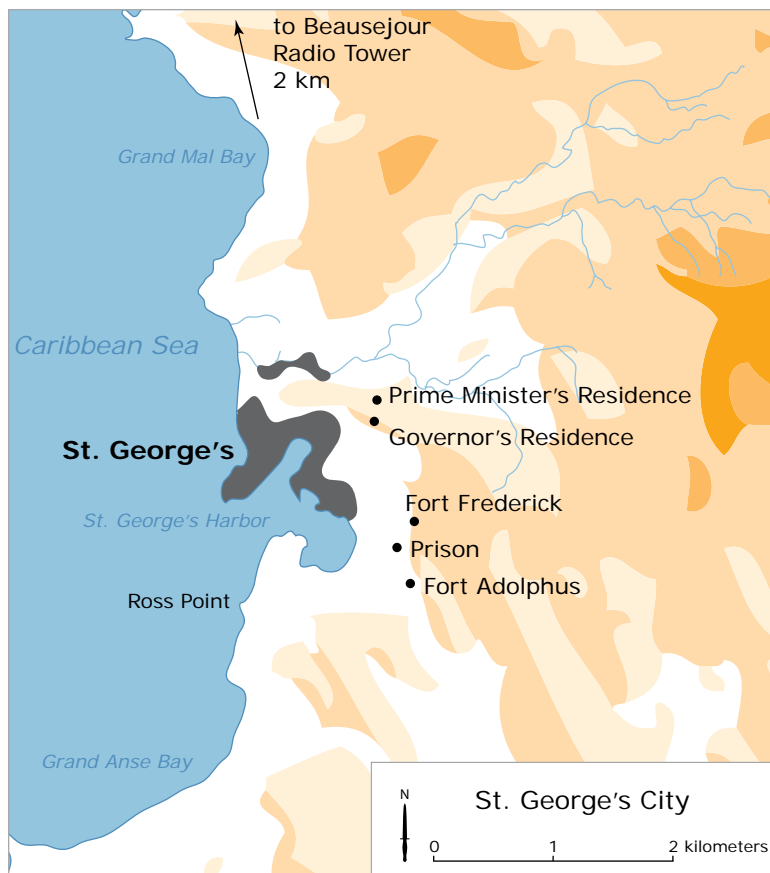 to Beausejour
Radio Tower
2 km
Grand Mal Bay
Caribbean Sea
Prime Minister's Residence
Governor's Residence
St. George's
Fort Frederick
St. George's Harbor
Prison
Fort Adolphus
Ross Point
Grand Anse Bay
N
St. George's City
0 1 2 kilometers